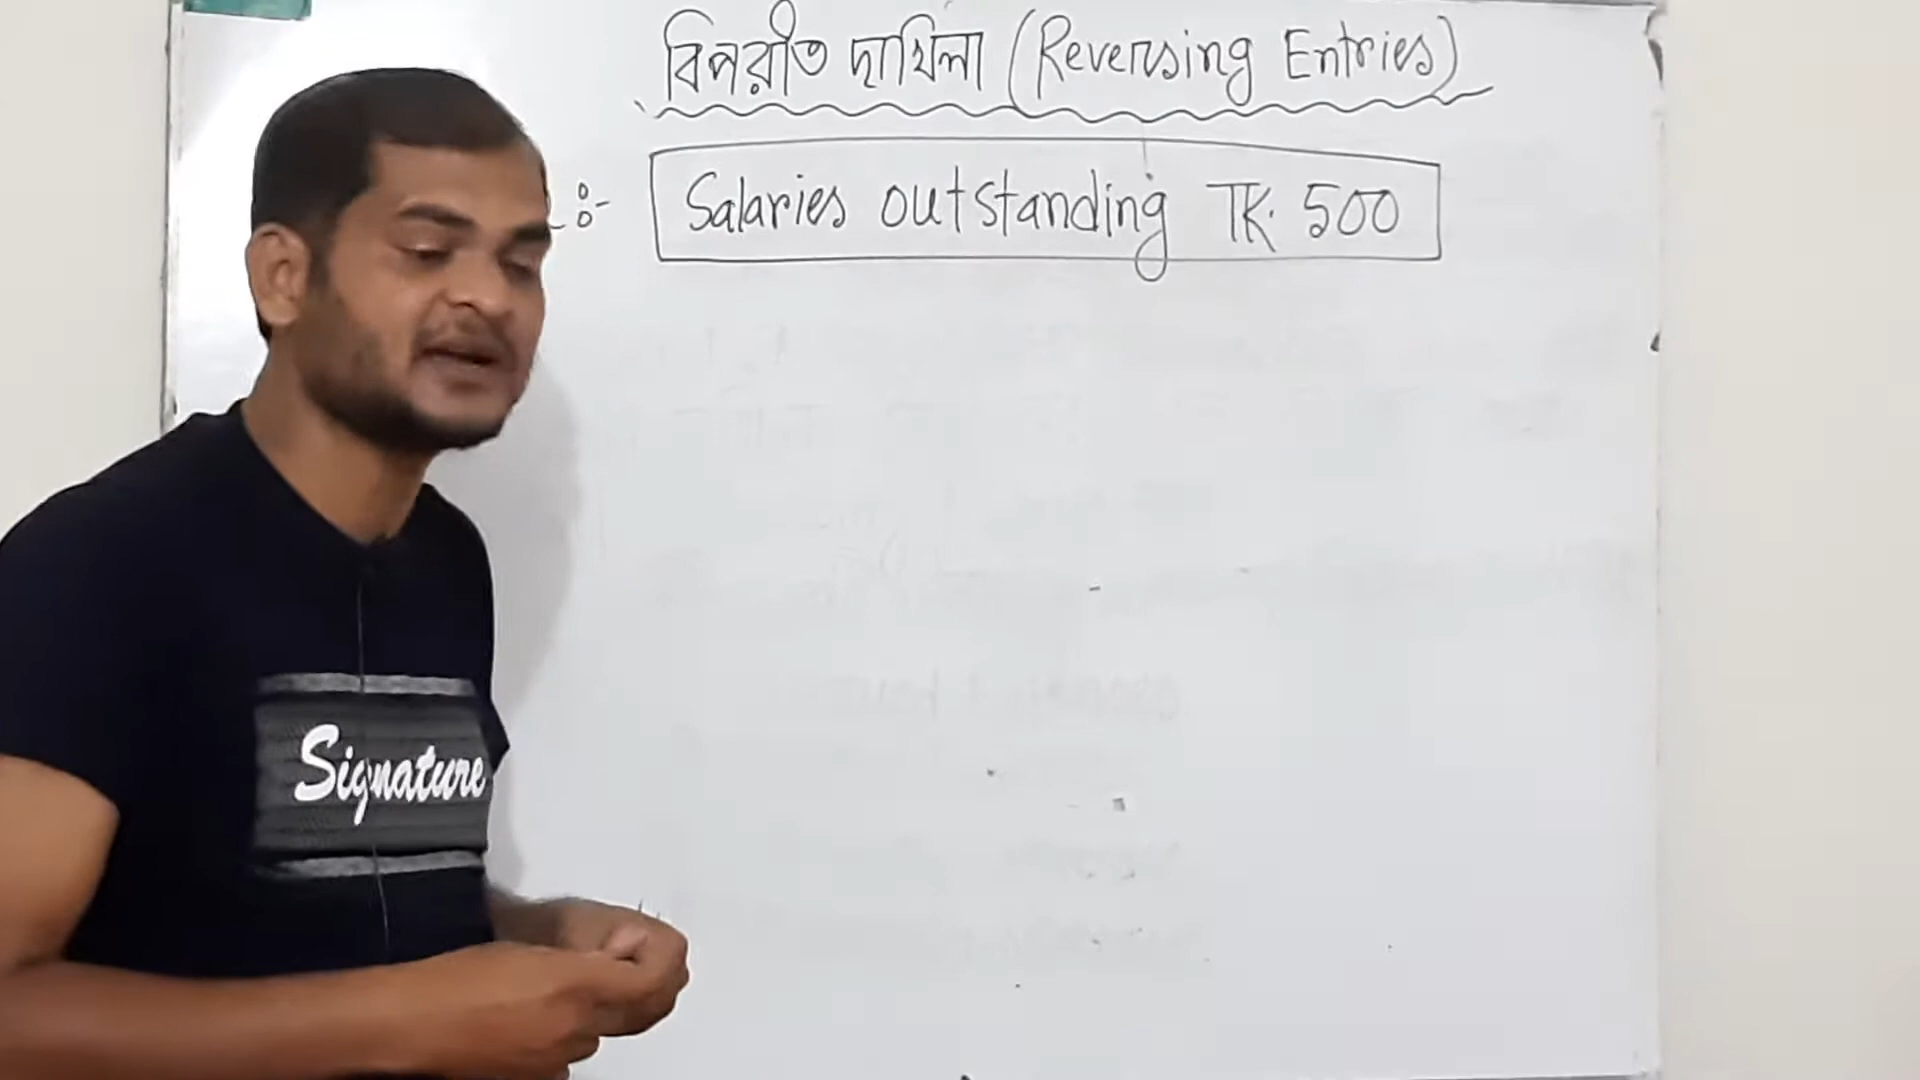 বিপরীত দাখিলা (Reversing Entries)
:- Salaries outstanding TK. 500
Signature